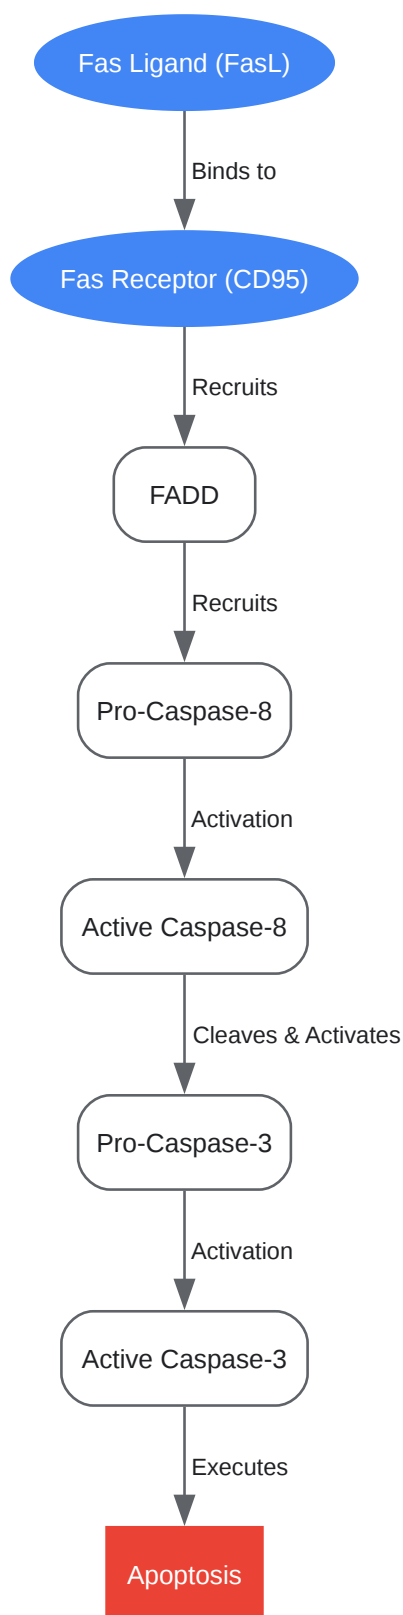 Fas Ligand (FasL)
Binds to
Fas Receptor (CD95)
Recruits
FADD
Recruits
Pro-Caspase-8
Activation
Active Caspase-8
Cleaves & Activates
Pro-Caspase-3
Activation
Active Caspase-3
Executes
Apoptosis